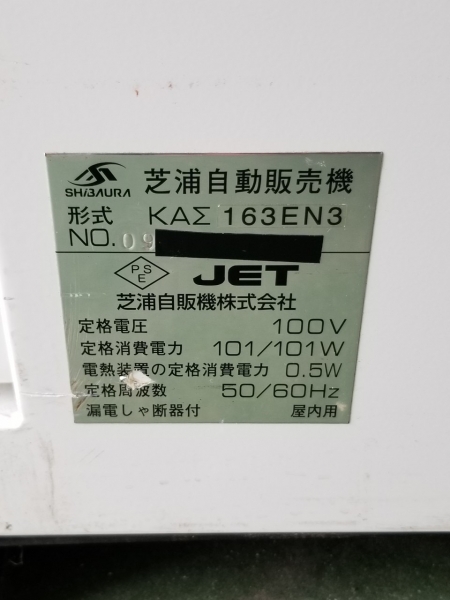 SHIBAURA 芝浦自動販売機
形式 KAΣ 163EN3
NO. 09
PSE JET
芝浦自販機株式会社
定格電圧 100V
定格消費電力 101/101W
電熱装置の定格消費電力 0.5W
定格周波数 50/60Hz
漏電しゃ断器付 屋内用